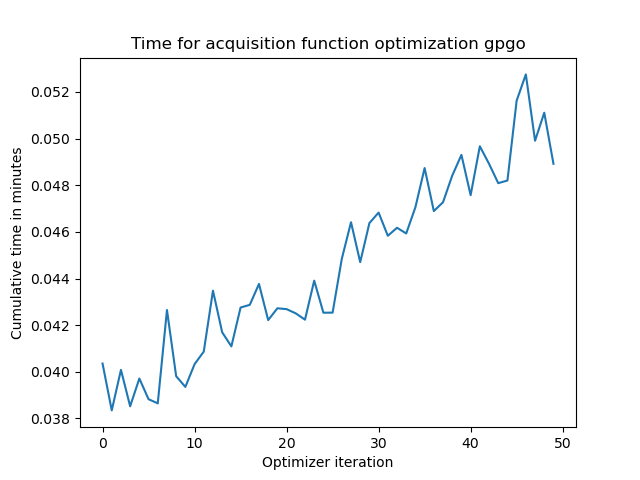 Time for acquisition function optimization gpgo
0.052
0.050
0.048
0.046
0.044
0.042
0.040
0.038
Cumulative time in minutes
0 10 20 30 40 50
Optimizer iteration